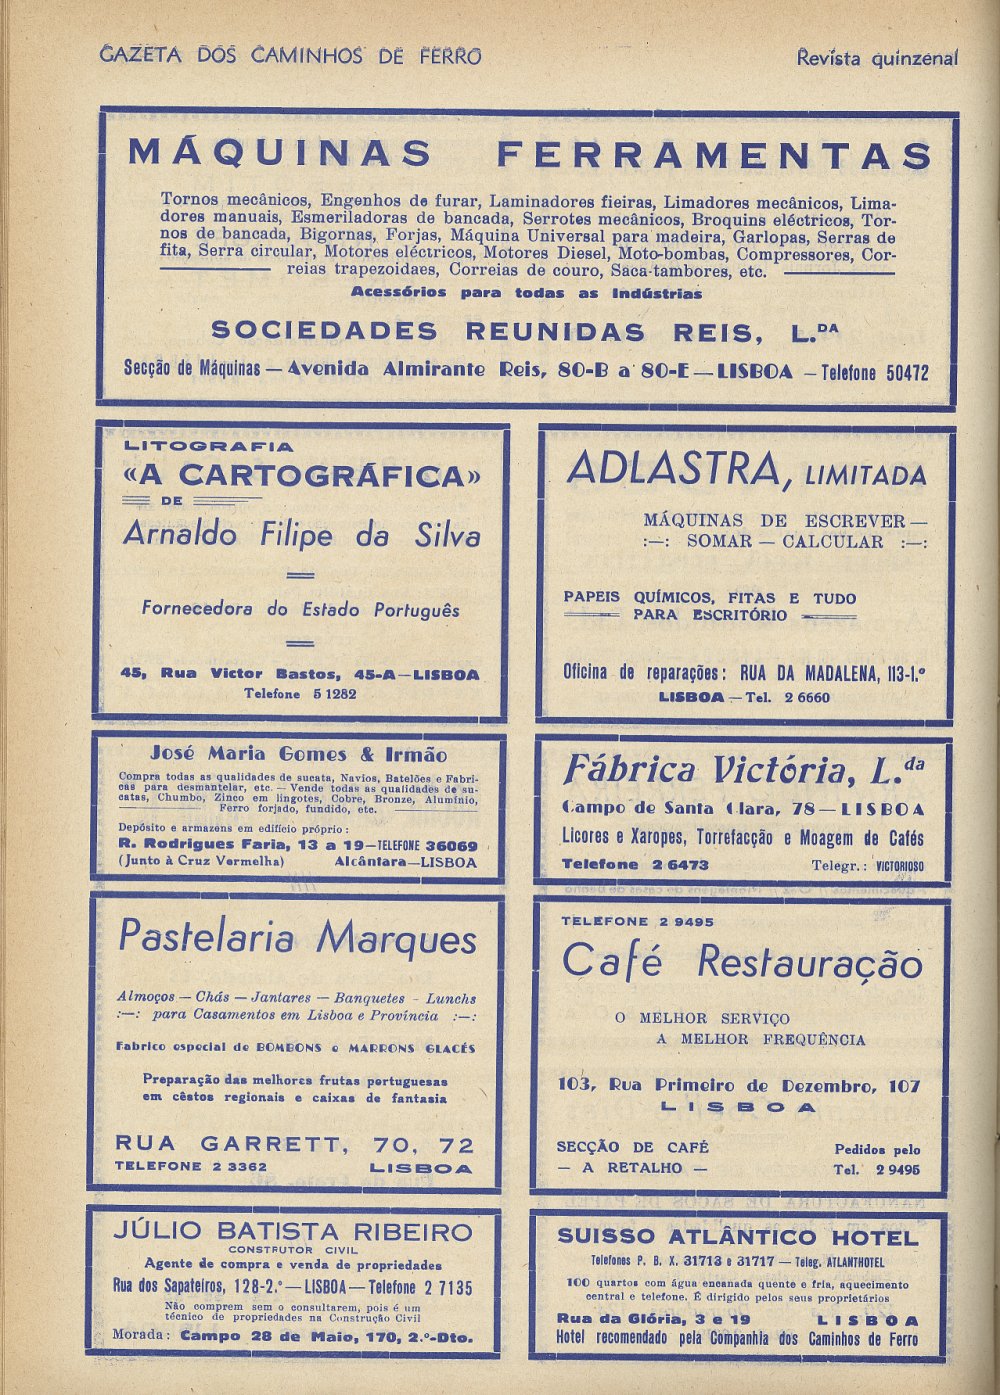 GAZETA DOS CAMINHOS DE FERRO
Revista quinzenal
MÁQUINAS FERRAMENTAS
Tornos mecânicos, Engenhos de furar, Laminadores fieiras, Limadores mecânicos, Lima-
dores manuais, Esmeriladoras de bancada, Serrotes mecânicos, Broquins eléctricos, Tor-
nos de bancada, Bigornas, Forjas, Máquina Universal para madeira, Garlopas, Serras de
fita, Serra circular, Motores eléctricos, Motores Diesel, Moto-bombas, Compressores, Cor-
reias trapezoidaes, Correias de couro, Saca-tambores, etc.
Acessórios para todas as Indústrias
SOCIEDADES REUNIDAS REIS, L.DA
Secção de Máquinas — Avenida Almirante Reis, 80-B a 80-E — LISBOA — Telefone 50472
LITOGRAFIA
«A CARTOGRÁFICA»
DE
Arnaldo Filipe da Silva
Fornecedora do Estado Português
45, Rua Victor Bastos, 45-A — LISBOA
Telefone 5 1282
ADLASTRA, LIMITADA
MÁQUINAS DE ESCREVER —
:—: SOMAR — CALCULAR :—:
PAPEIS QUÍMICOS, FITAS E TUDO
PARA ESCRITÓRIO
Oficina de reparações: RUA DA MADALENA, 113-1.º
LISBOA — Tel. 2 6660
José Maria Gomes & Irmão
Compra todas as qualidades de sucata, Navios, Batelões e Fabri-
cas para desmantelar, etc. — Vende todas as qualidades de su-
catas, Chumbo, Zinco em lingotes, Cobre, Bronze, Alumínio,
Ferro forjado, fundido, etc.
Depósito e armazens em edifício próprio:
R. Rodrigues Faria, 13 a 19 — TELEFONE 36069
(Junto à Cruz Vermelha) Alcântara — LISBOA
Fábrica Victória, L.da
Campo de Santa Clara, 78 — LISBOA
Licores e Xaropes, Torrefacção e Moagem de Cafés
Telefone 2 6473 Telegr.: VICTORIOSO
Pastelaria Marques
Almoços — Chás — Jantares — Banquetes - Lunchs
:—: para Casamentos em Lisboa e Província :—:
Fabrico especial de BOMBONS e MARRONS GLACÉS
Preparação das melhores frutas portuguesas
em cêstos regionais e caixas de fantasia
RUA GARRETT, 70, 72
TELEFONE 2 3362 LISBOA
TELEFONE 2 9495
Café Restauração
O MELHOR SERVIÇO
A MELHOR FREQUÊNCIA
103, Rua Primeiro de Dezembro, 107
LISBOA
SECÇÃO DE CAFÉ Pedidos pelo
— A RETALHO — Tel. 2 9495
JÚLIO BATISTA RIBEIRO
CONSTRUTOR CIVIL
Agente de compra e venda de propriedades
Rua dos Sapateiros, 128-2.º — LISBOA — Telefone 2 7135
Não comprem sem o consultarem, pois é um
técnico de propriedades na Construção Civil
Morada: Campo 28 de Maio, 170, 2.º-Dto.
SUISSO ATLÂNTICO HOTEL
Telefones P. B. X. 31713 e 31717 — Teleg. ATLANTHOTEL
100 quartos com água encanada quente e fria, aquecimento
central e telefone. É dirigido pelos seus proprietários
Rua da Glória, 3 e 19 LISBOA
Hotel recomendado pela Companhia dos Caminhos de Ferro